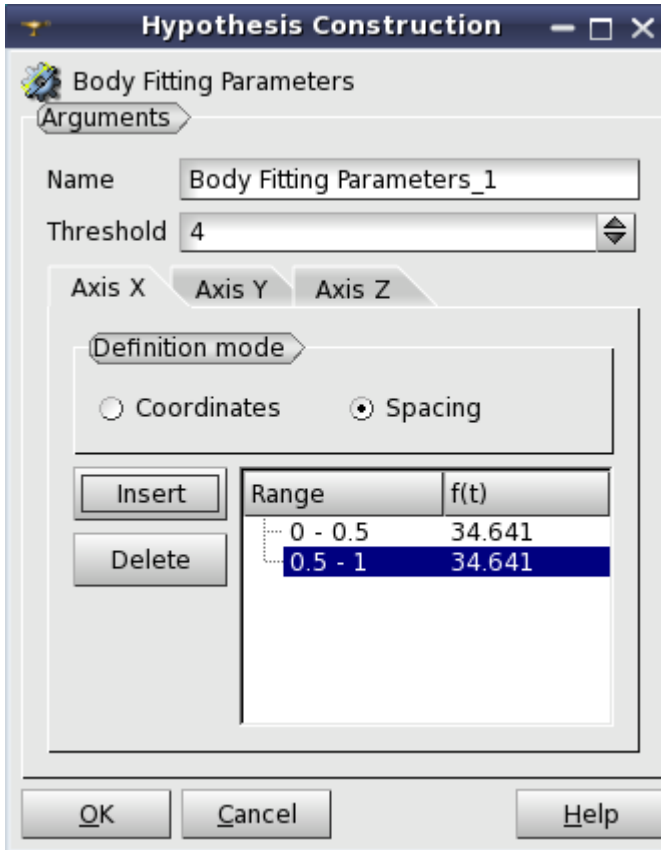 Hypothesis Construction
Body Fitting Parameters
Arguments
Name Body Fitting Parameters_1
Threshold 4
Axis X Axis Y Axis Z
Definition mode
Coordinates Spacing
Insert
Delete
Range f(t)
0 - 0.5 34.641
0.5 - 1 34.641
OK Cancel Help